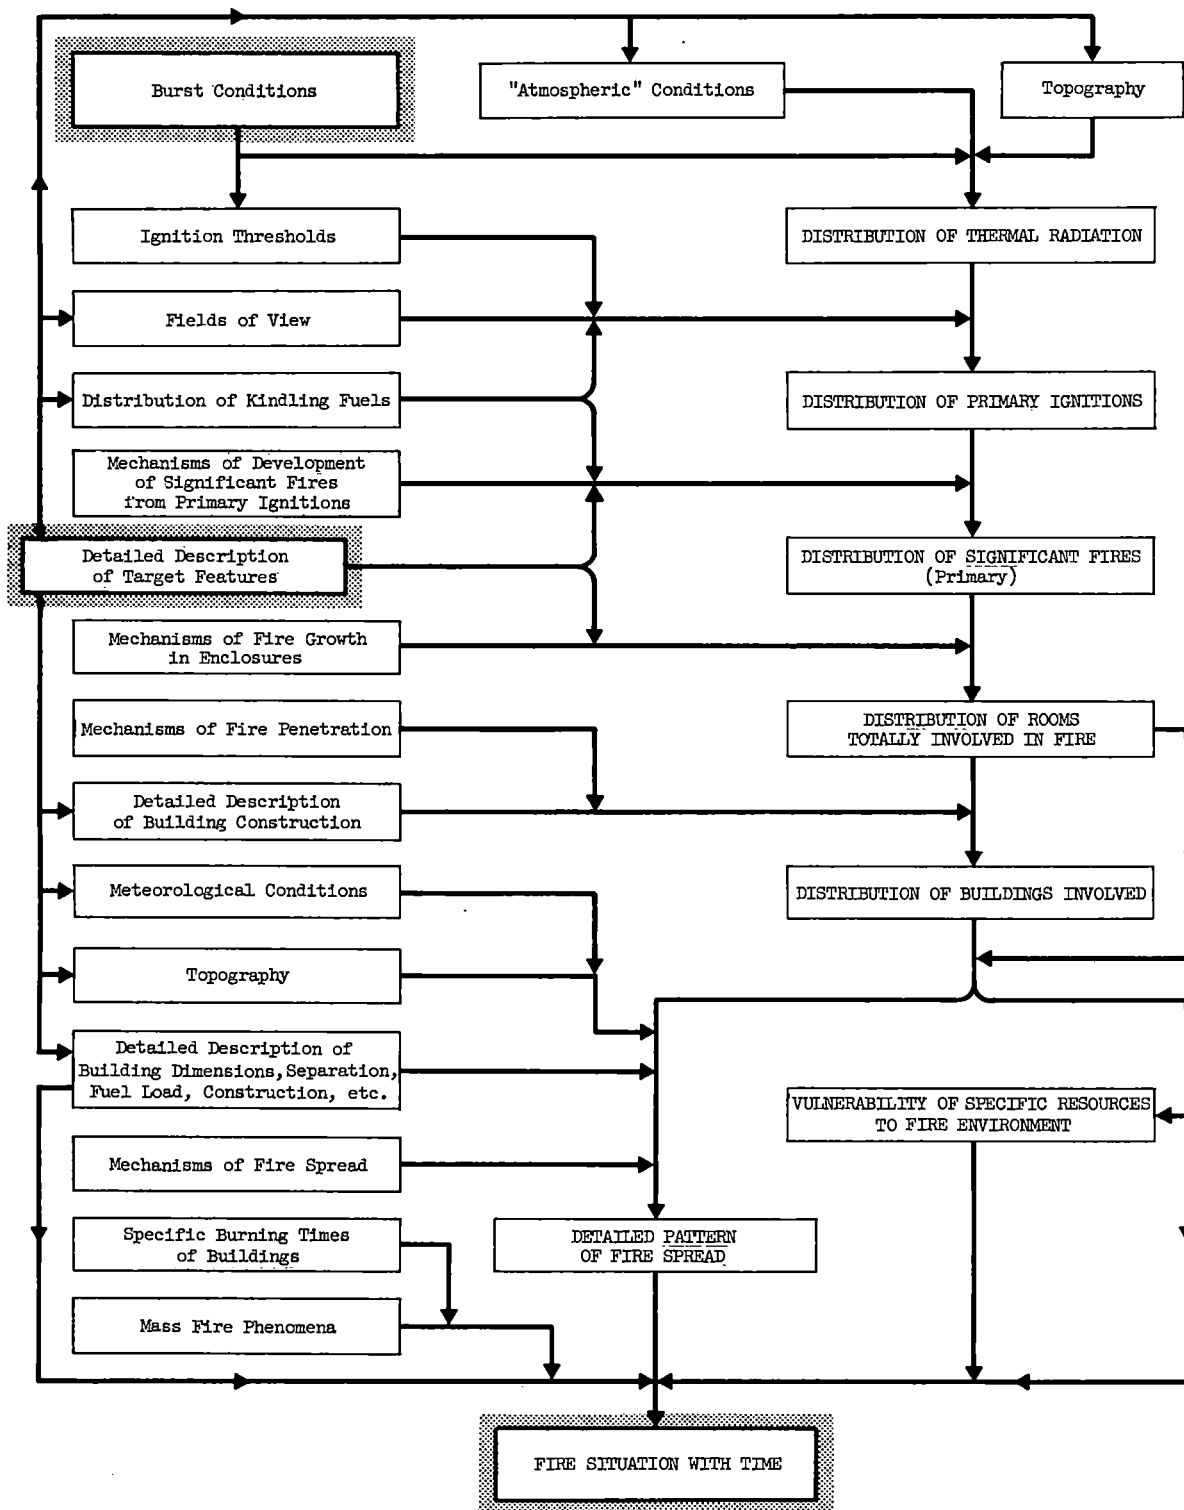 Burst Conditions
"Atmospheric" Conditions
Topography
Ignition Thresholds
DISTRIBUTION OF THERMAL RADIATION
Fields of View
Distribution of Kindling Fuels
DISTRIBUTION OF PRIMARY IGNITIONS
Mechanisms of Development
of Significant Fires
from Primary Ignitions
Detailed Description
of Target Features
DISTRIBUTION OF SIGNIFICANT FIRES
(Primary)
Mechanisms of Fire Growth
in Enclosures
Mechanisms of Fire Penetration
DISTRIBUTION OF ROOMS
TOTALLY INVOLVED IN FIRE
Detailed Description
of Building Construction
Meteorological Conditions
DISTRIBUTION OF BUILDINGS INVOLVED
Topography
Detailed Description of
Building Dimensions, Separation,
Fuel Load, Construction, etc.
VULNERABILITY OF SPECIFIC RESOURCES
TO FIRE ENVIRONMENT
Mechanisms of Fire Spread
Specific Burning Times
of Buildings
DETAILED PATTERN
OF FIRE SPREAD
Mass Fire Phenomena
FIRE SITUATION WITH TIME